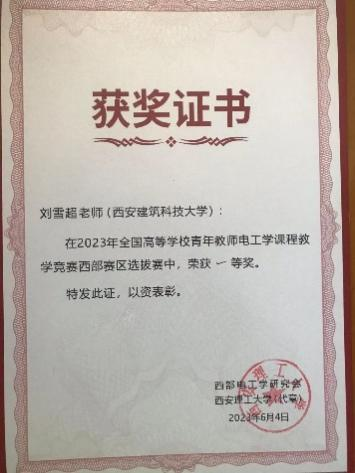 获奖证书
刘雪超老师(西安建筑科技大学):
在2023年全国高等学校青年教师电工学课程教
学竞赛西部赛区选拔赛中,荣获 一 等奖。
特发此证,以资表彰。
西部电工学研究会
西安理工大学(代章)
2023年6月4日